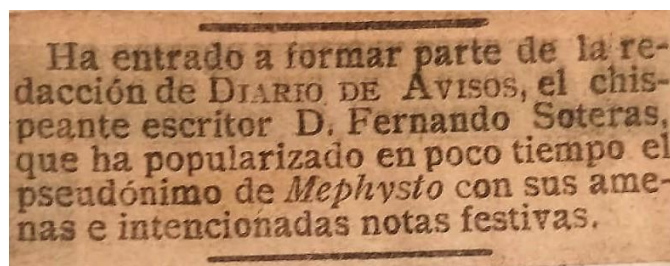 Ha entrado a formar parte de la re-
dacción de DIARIO DE AVISOS, el chis-
peante escritor D. Fernando Soteras,
que ha popularizado en poco tiempo el
pseudónimo de Mephysto con sus ame-
nas e intencionadas notas festivas.